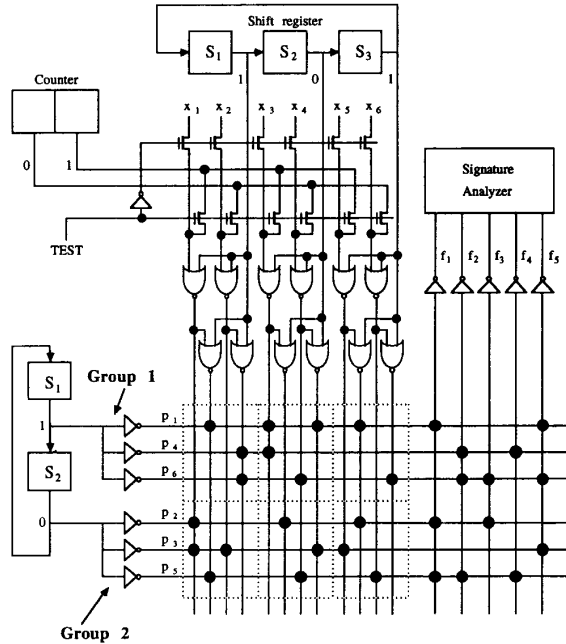 Shift register
S1 S2 S3
1 0 1
Counter
x1 x2 x3 x4 x5 x6
0 1
Signature
Analyzer
TEST
f1 f2 f3 f4 f5
Group 1
S1
p1
1
p4
S2
p6
p2
0
p3
p5
Group 2